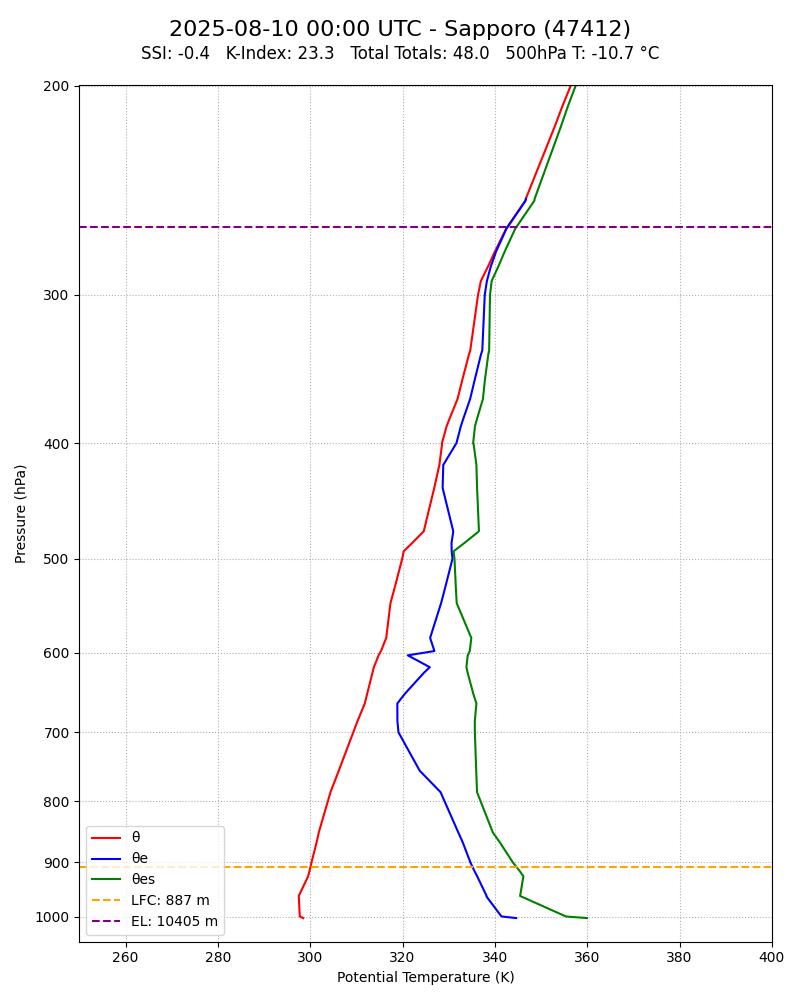 2025-08-10 00:00 UTC - Sapporo (47412)
SSI: -0.4   K-Index: 23.3   Total Totals: 48.0   500hPa T: -10.7 °C
200
300
400
500
600
700
800
900
1000
Pressure (hPa)
θ
θe
θes
LFC: 887 m
EL: 10405 m
260 280 300 320 340 360 380 400
Potential Temperature (K)